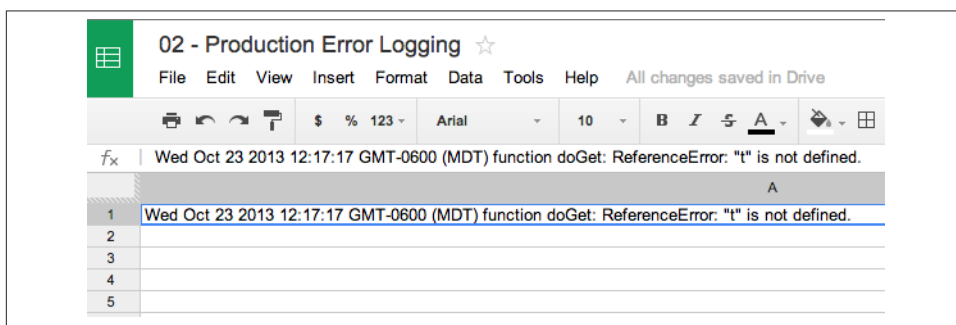 02 - Production Error Logging
File Edit View Insert Format Data Tools Help All changes saved in Drive
$ % 123 Arial 10 B I S A
fx Wed Oct 23 2013 12:17:17 GMT-0600 (MDT) function doGet: ReferenceError: "t" is not defined.
A
1 Wed Oct 23 2013 12:17:17 GMT-0600 (MDT) function doGet: ReferenceError: "t" is not defined.
2
3
4
5